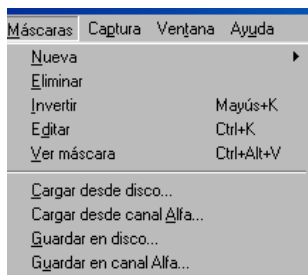 Máscaras Captura Ventana Ayuda
Nueva
Eliminar
Invertir Mayús+K
Editar Ctrl+K
Ver máscara Ctrl+Alt+V
Cargar desde disco...
Cargar desde canal Alfa...
Guardar en disco...
Guardar en canal Alfa...